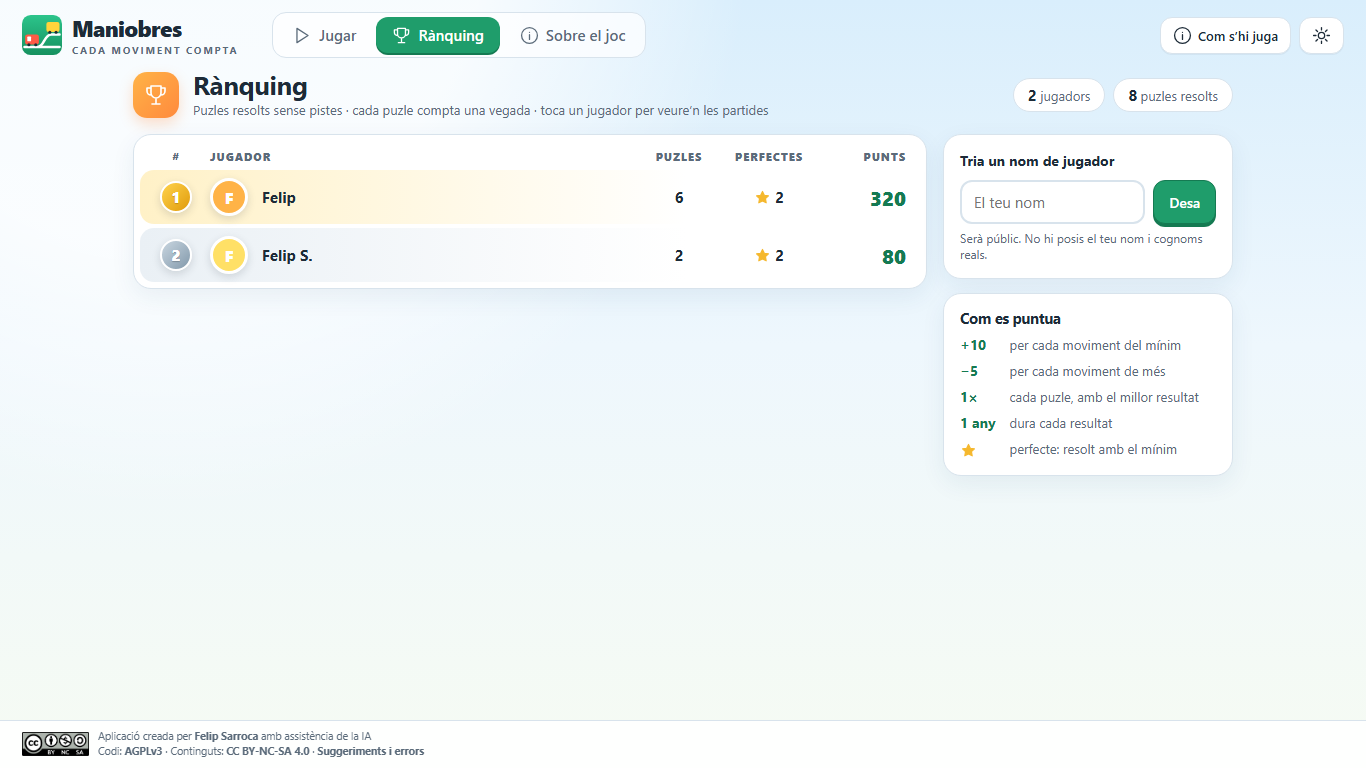 Maniobres
CADA MOVIMENT COMPTA
Jugar
Rànquing
Sobre el joc
Com s'hi juga
Rànquing
Puzles resolts sense pistes · cada puzle compta una vegada · toca un jugador per veure'n les partides
2 jugadors
8 puzles resolts
# JUGADOR PUZLES PERFECTES PUNTS
1 F Felip 6 2 320
2 F Felip S. 2 2 80
Tria un nom de jugador
El teu nom
Desa
Serà públic. No hi posis el teu nom i cognoms
reals.
Com es puntua
+10 per cada moviment del mínim
−5 per cada moviment de més
1× cada puzle, amb el millor resultat
1 any dura cada resultat
perfecte: resolt amb el mínim
cc BY NC SA
Aplicació creada per Felip Sarroca amb assistència de la IA
Codi: AGPLv3 · Continguts: CC BY-NC-SA 4.0 · Suggeriments i errors